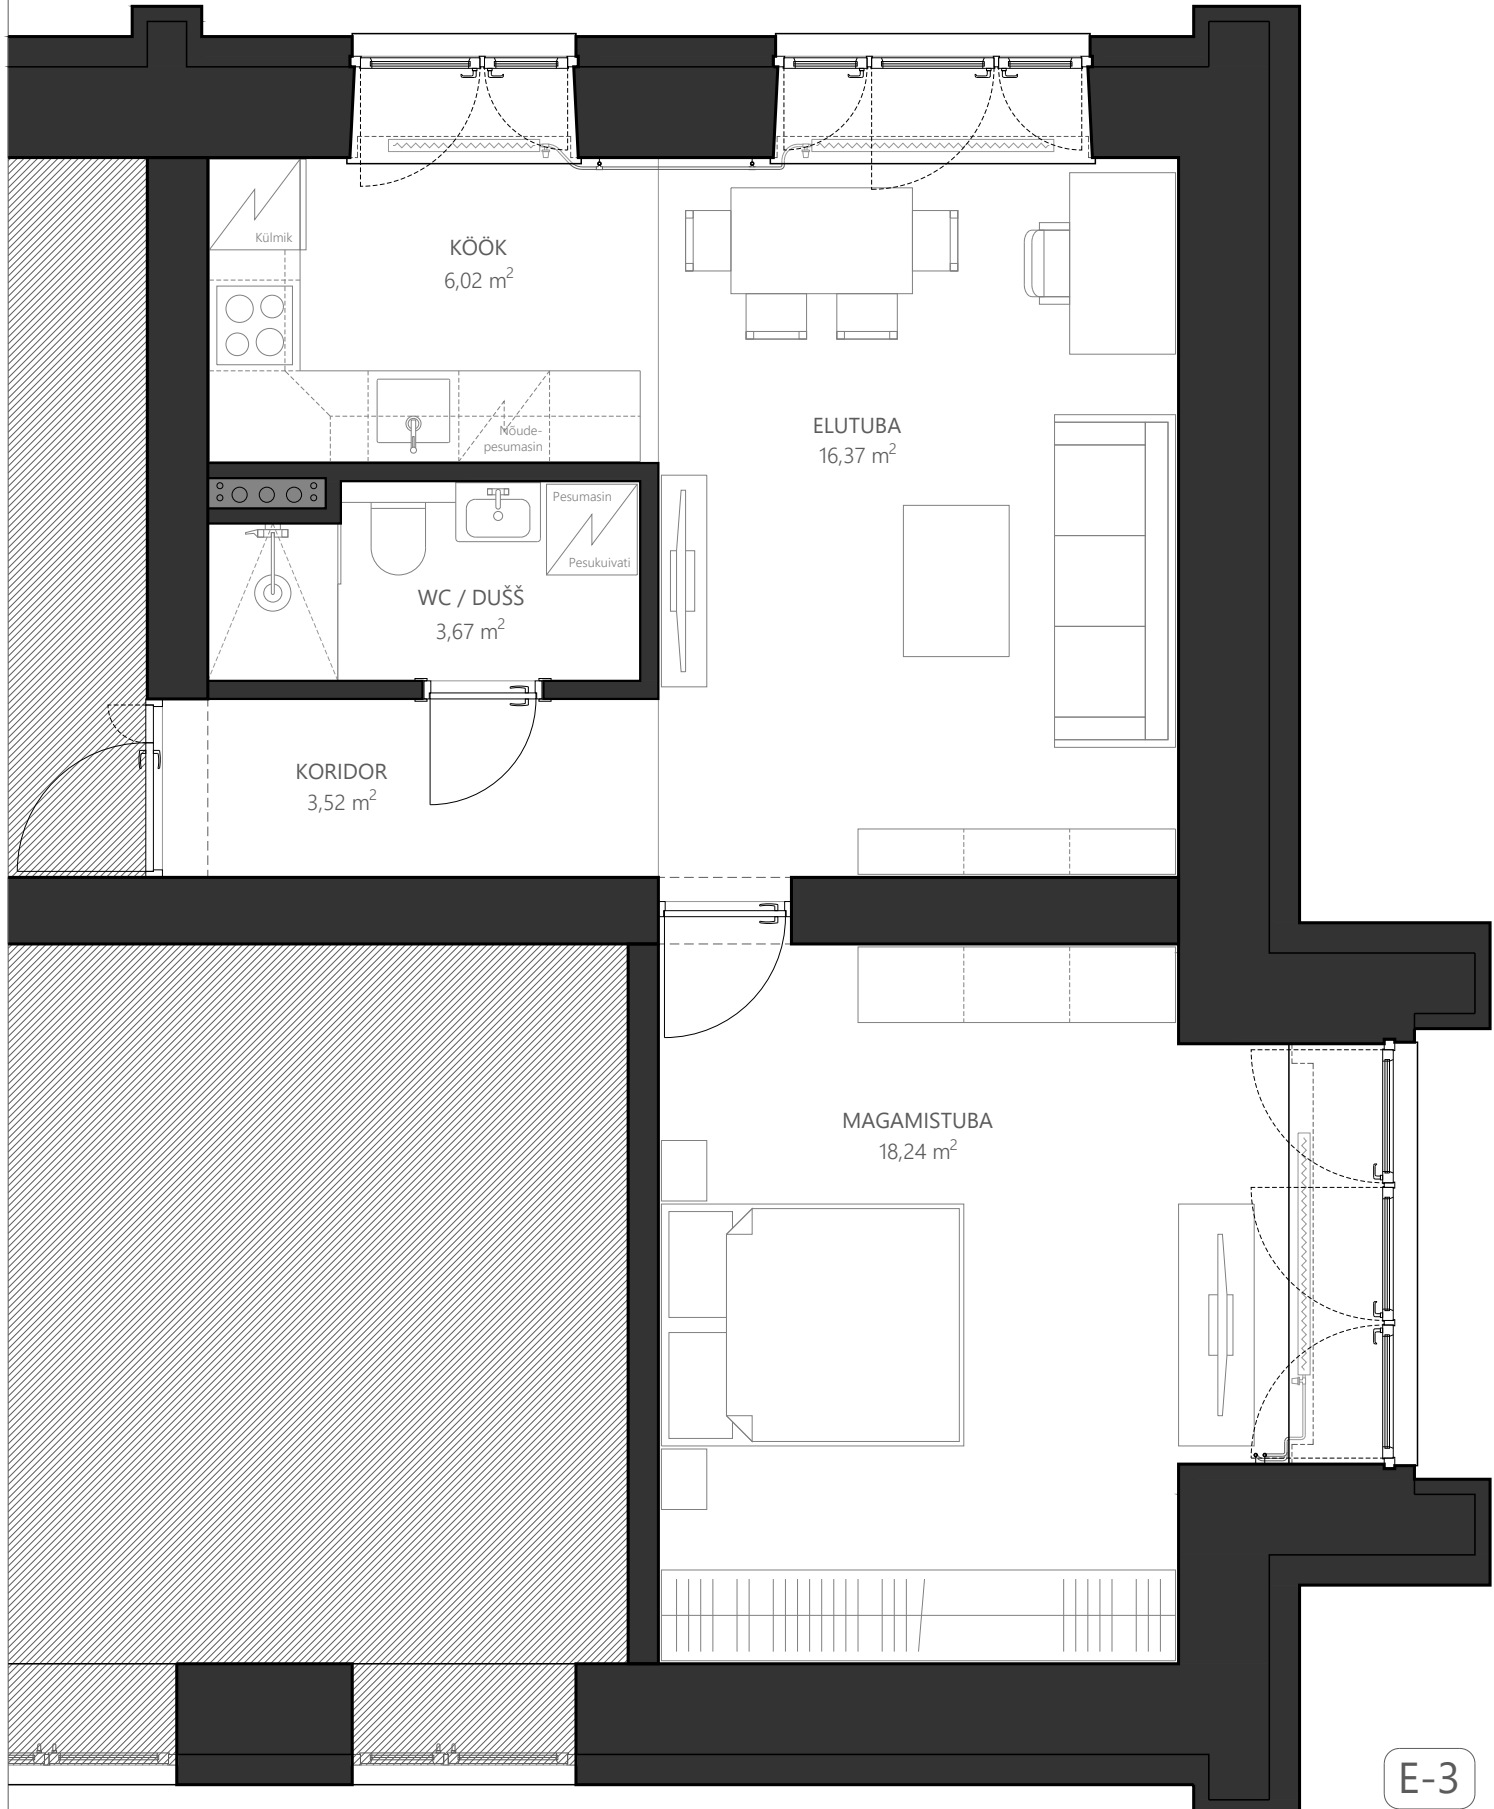 Külmik
KÖÖK
6,02 m²
Nõude-
pesumasin
ELUTUBA
16,37 m²
Pesumasin
Pesukuivati
WC / DUŠŠ
3,67 m²
KORIDOR
3,52 m²
MAGAMISTUBA
18,24 m²
E-3